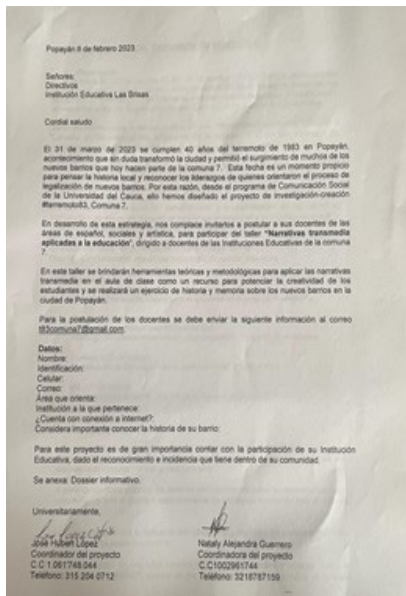 Popayán 8 de febrero 2023
Señores:
Directivos
Institución Educativa Las Brisas
Cordial saludo
El 31 de marzo de 2023 se cumplen 40 años del terremoto de 1983 en Popayán,
acontecimiento que sin duda transformó la ciudad y permitió el surgimiento de muchos de los
nuevos barrios que hoy hacen parte de la comuna 7. Esta fecha es un momento propicio
para pensar la historia local y reconocer los liderazgos de quienes orientaron el proceso de
legalización de nuevos barrios. Por esta razón, desde el programa de Comunicación Social
de la Universidad del Cauca, ello hemos diseñado el proyecto de investigación-creación
#terremoto83, Comuna 7.
En desarrollo de esta estrategia, nos complace invitarlos a postular a sus docentes de las
áreas de español, sociales y artística, para participar del taller "Narrativas transmedia
aplicadas a la educación", dirigido a docentes de las Instituciones Educativas de la comuna
7.
En este taller se brindarán herramientas teóricas y metodológicas para aplicar las narrativas
transmedia en el aula de clase como un recurso para potenciar la creatividad de los
estudiantes y se realizará un ejercicio de historia y memoria sobre los nuevos barrios en la
ciudad de Popayán.
Para la postulación de los docentes se debe enviar la siguiente información al correo
t83comuna7@gmail.com
Datos:
Nombre:
Identificación:
Celular:
Correo:
Área que orienta:
Institución a la que pertenece:
¿Cuenta con conexión a internet?:
Considera importante conocer la historia de su barrio:
Para este proyecto es de gran importancia contar con la participación de su Institución
Educativa, dado el reconocimiento e incidencia que tiene dentro de su comunidad.
Se anexa: Dossier informativo.
Universitariamente,
José Hubert López
Coordinador del proyecto
C.C 1.061'748.044
Teléfono: 315 204 0712
Nataly Alejandra Guerrero
Coordinadora del proyecto
C.C1002961744
Teléfono: 3218787159